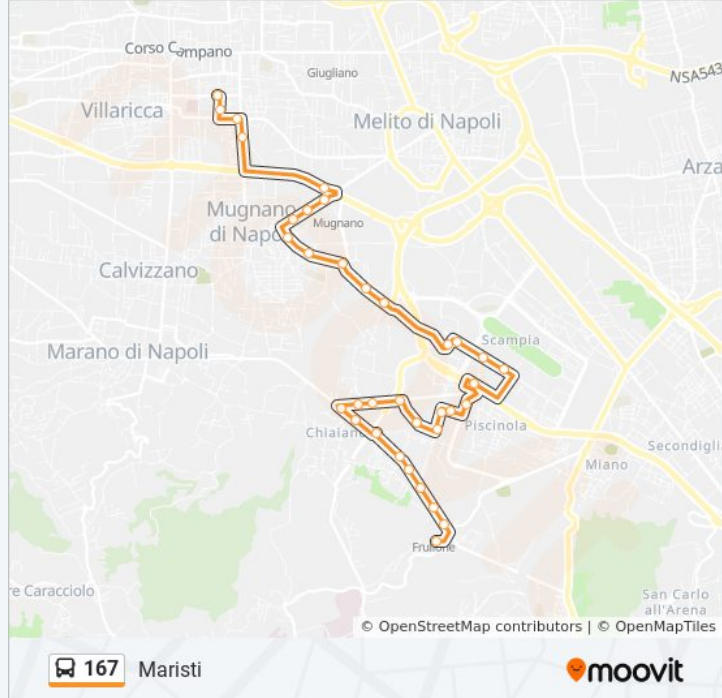 Corso Campano
Giugliano
NSA543
Villaricca
Melito di Napoli
Arza
Mugnano
di Napo
Mugnano
Calvizzano
Scampia
Marano di Napoli
Chiaiano
Piscinola
Secondigli
Miano
Frullone
re Caracciolo
San Carlo
all'Arena
© OpenStreetMap contributors | © OpenMapTiles
167 Maristi
moovit